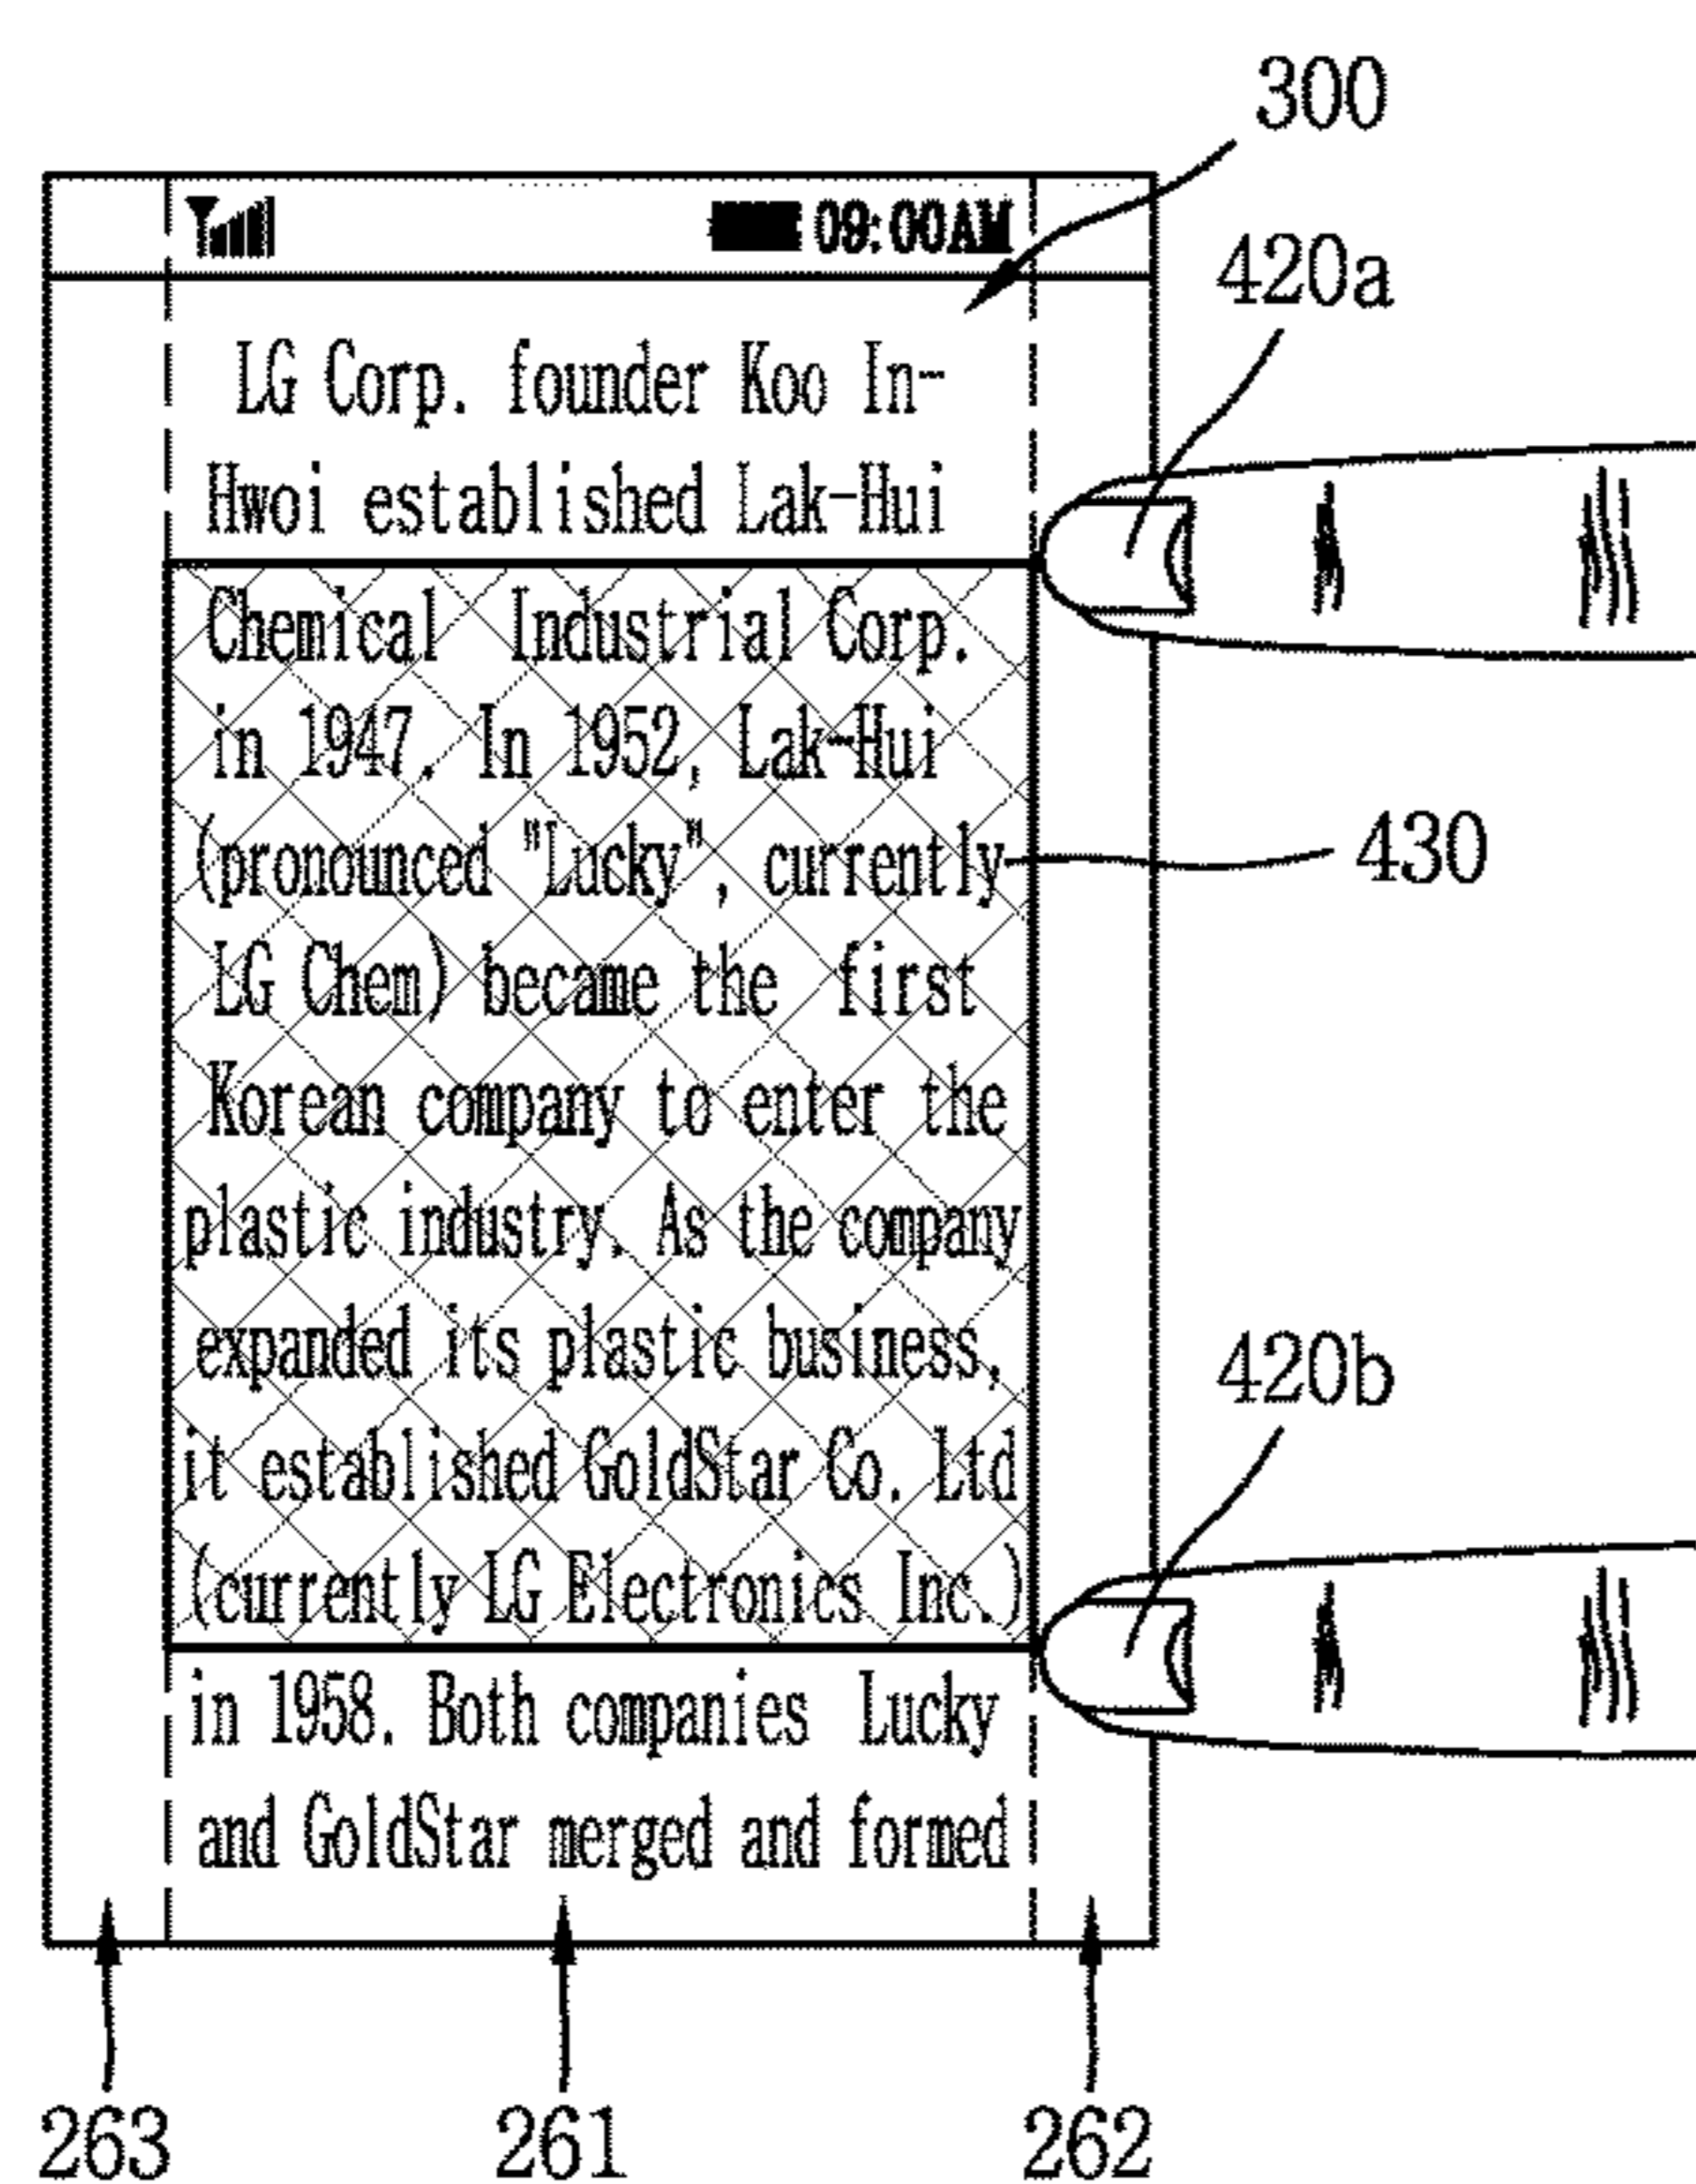 300
09:00AM
420a
LG Corp. founder Koo In-
Hwoi established Lak-Hui
Chemical Industrial Corp.
in 1947. In 1952, Lak-Hui
(pronounced "Lucky", currently
430
LG Chem) became the first
Korean company to enter the
plastic industry. As the company
expanded its plastic business,
420b
it established GoldStar Co. Ltd
(currently LG Electronics Inc.)
in 1958. Both companies Lucky
and GoldStar merged and formed
263 261 262